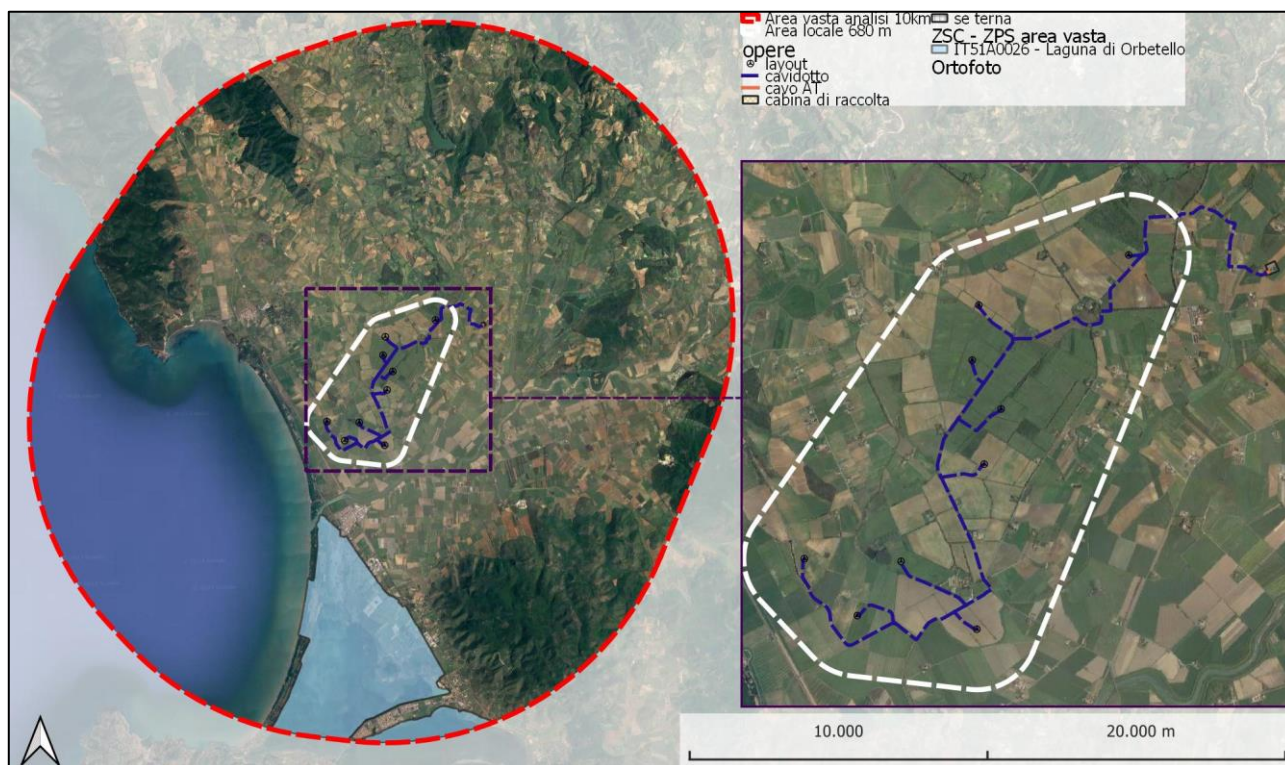 Area vasta analisi 10km
Area locale 680 m
opere
layout
cavidotto
cavo AT
cabina di raccolta
se terna
ZSC - ZPS area vasta
IT51A0026 - Laguna di Orbetello
Ortofoto
10.000
20.000 m